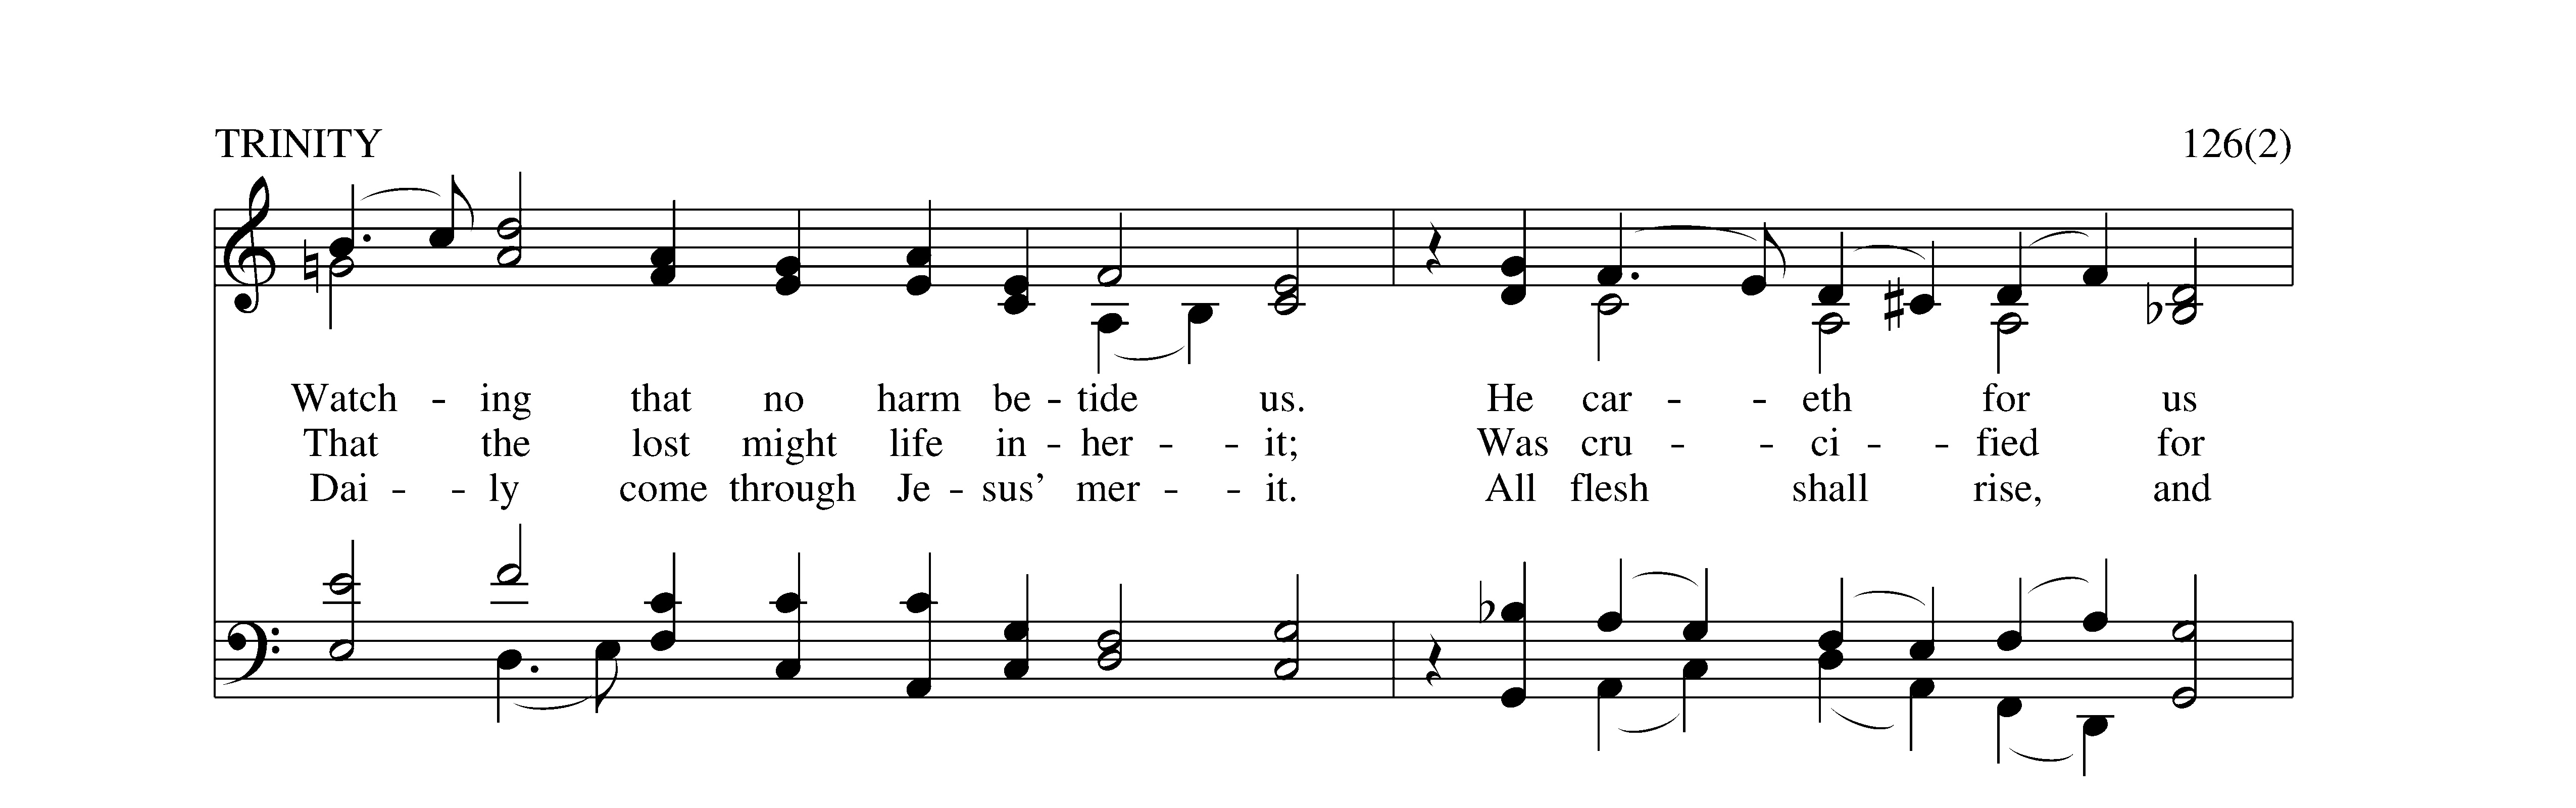 TRINITY 126(2)
Watch - ing that no harm be - tide us. He car - - eth for us
That the lost might life in - her - - it; Was cru - - ci - - fied for
Dai - - ly come through Je - sus’ mer - - it. All flesh shall rise, and